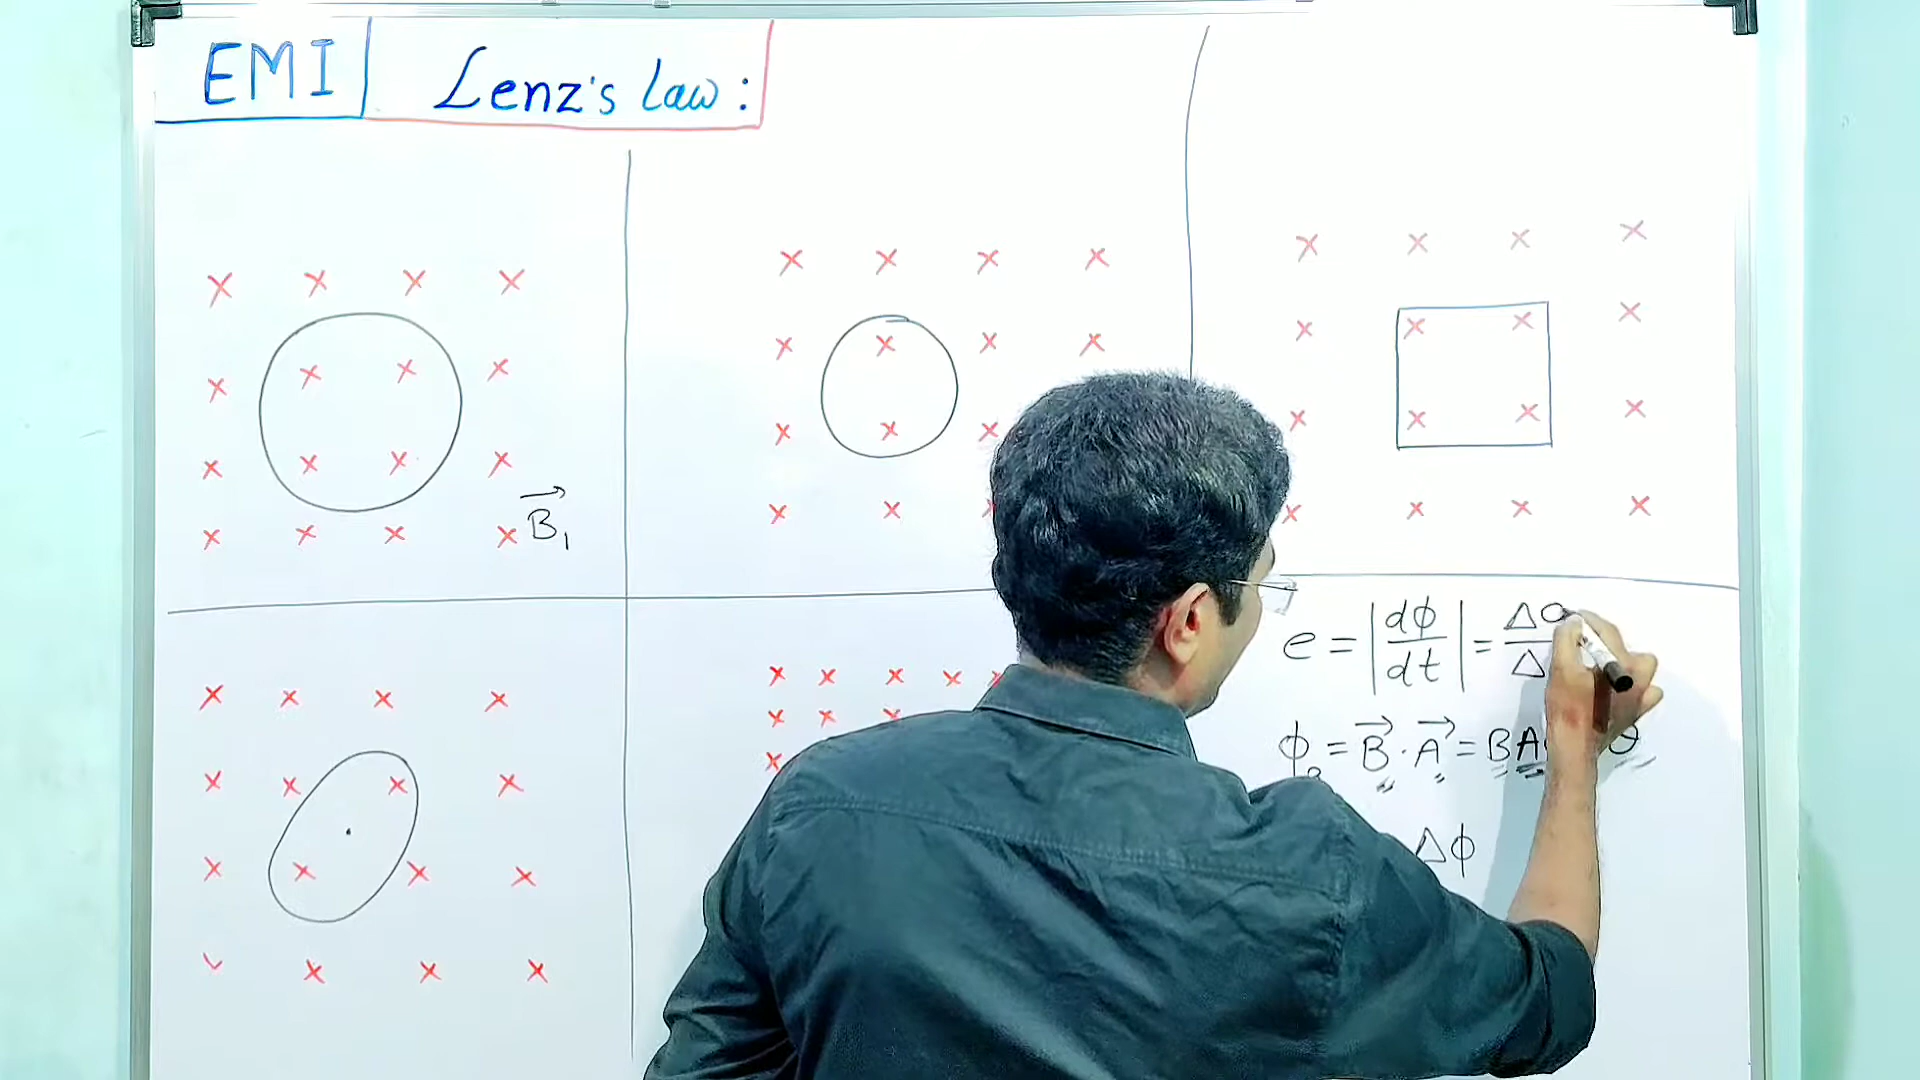 EMI Lenz's Law:
B₁
e = |dϕ/dt| = Δ/Δ
ϕ = B⃗ · A⃗ = BA θ
Δϕ